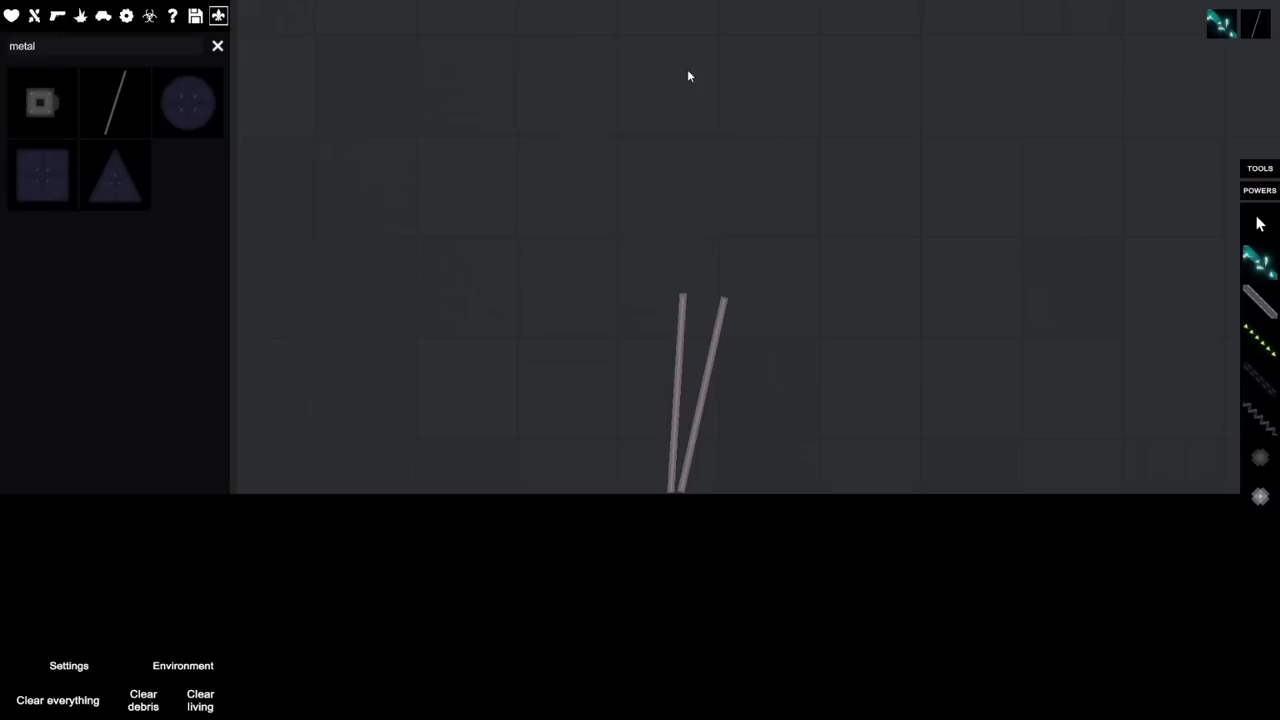 metal
TOOLS
POWERS
Settings
Environment
Clear everything
Clear debris
Clear living